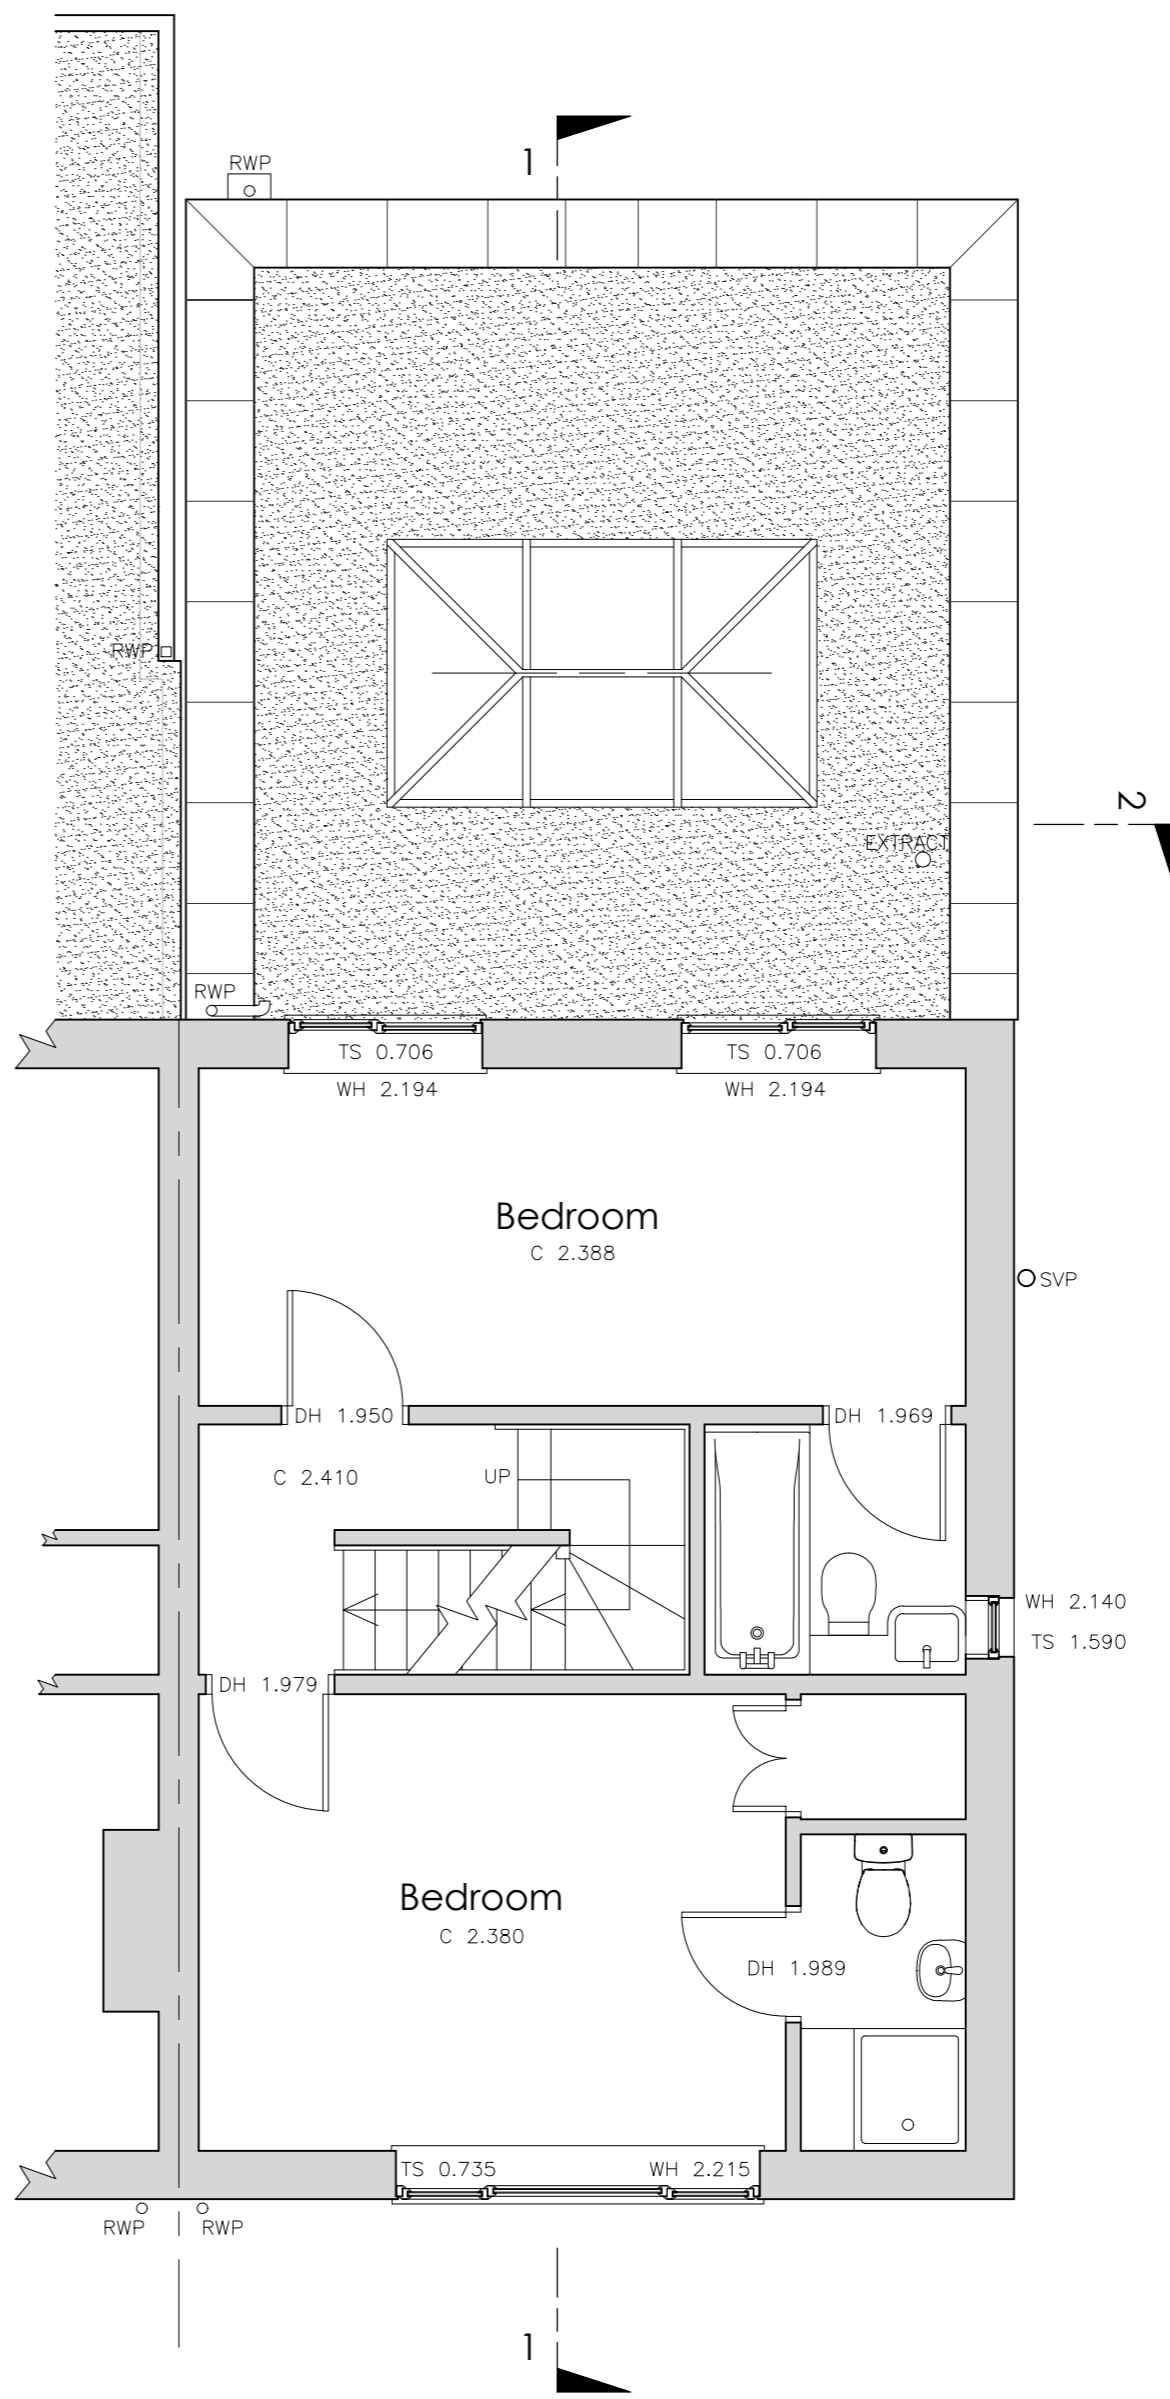 1
RWP
RWP
2
EXTRACT
RWP
TS 0.706
TS 0.706
WH 2.194
WH 2.194
Bedroom
C 2.388
SVP
DH 1.950
DH 1.969
C 2.410
UP
WH 2.140
TS 1.590
DH 1.979
Bedroom
C 2.380
DH 1.989
TS 0.735
WH 2.215
RWP
RWP
1